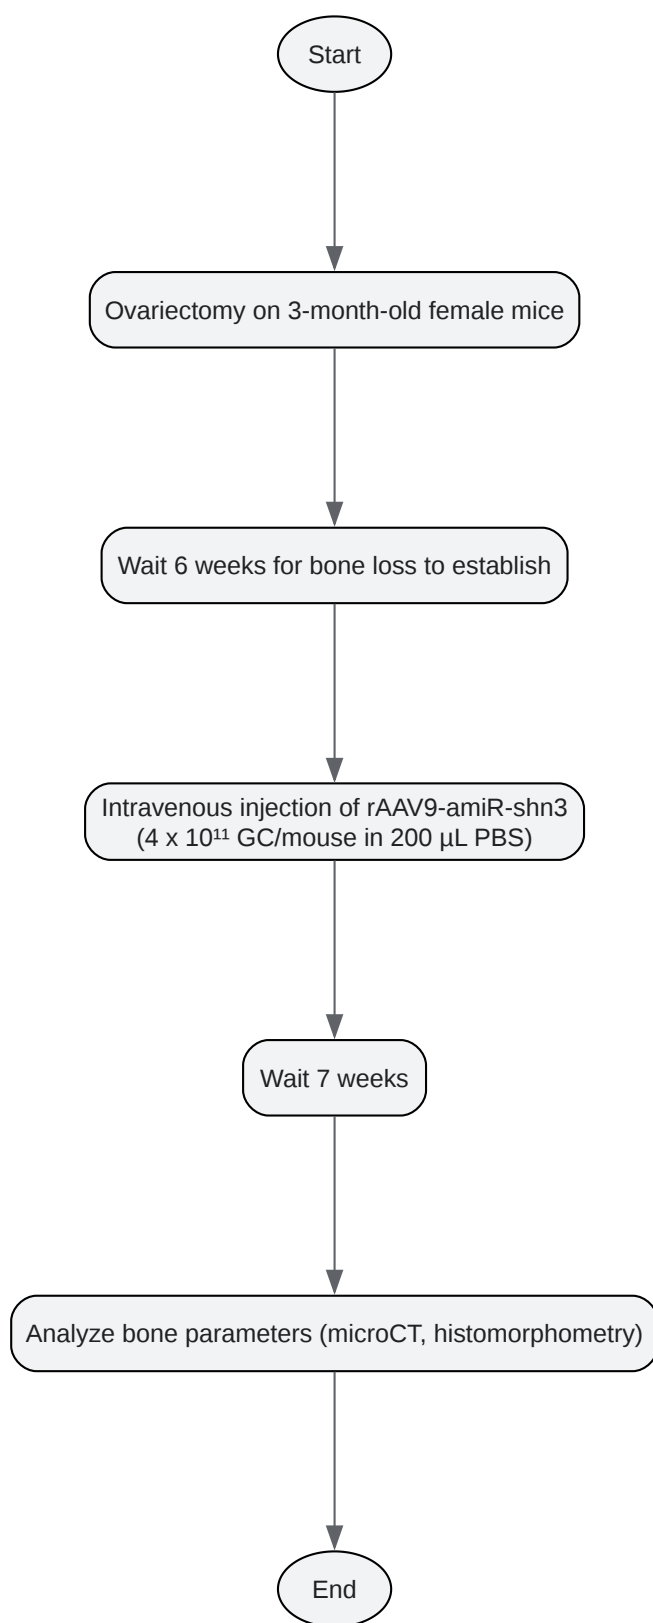 Start
Ovariectomy on 3-month-old female mice
Wait 6 weeks for bone loss to establish
Intravenous injection of rAAV9-amiR-shn3
(4 x 10¹¹ GC/mouse in 200 µL PBS)
Wait 7 weeks
Analyze bone parameters (microCT, histomorphometry)
End